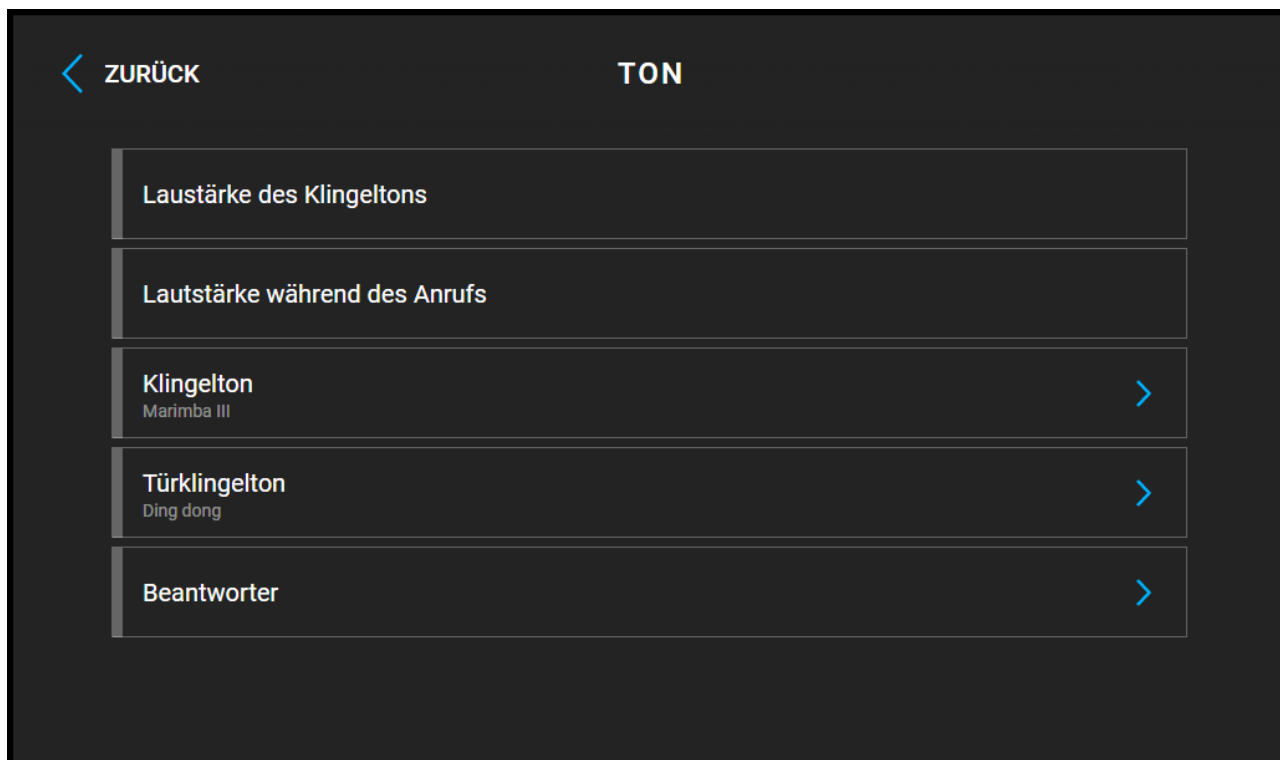 ZURÜCK
TON
Laustärke des Klingeltons
Lautstärke während des Anrufs
Klingelton
Marimba III
Türklingelton
Ding dong
Beantworter